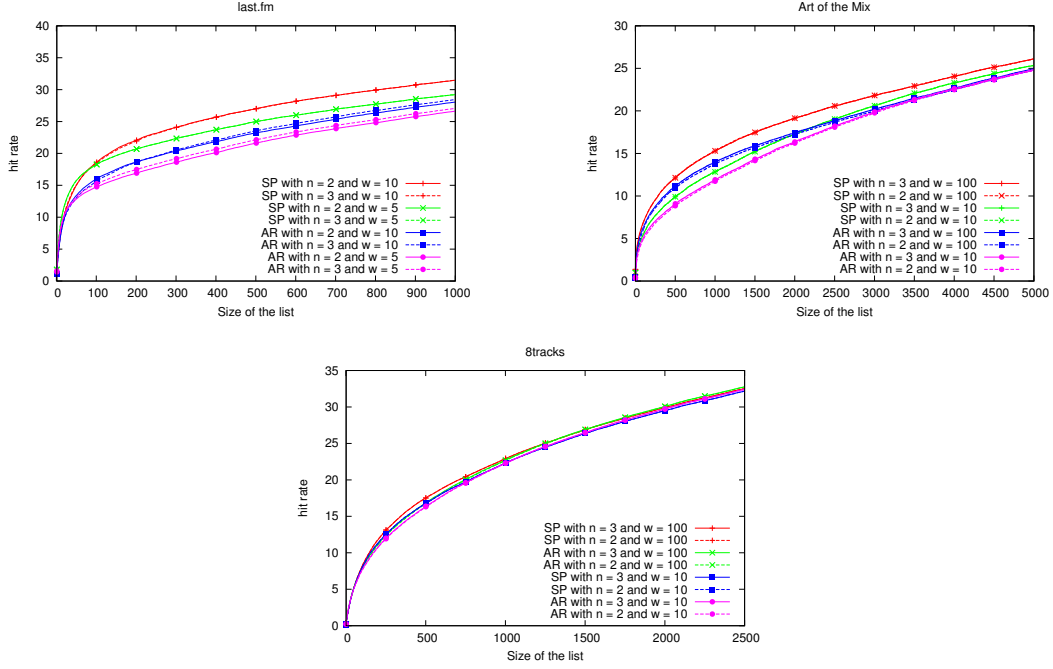 last.fm
40
35
30
25
20
15
10
5
0
hit rate
SP with n = 2 and w = 10
SP with n = 3 and w = 10
SP with n = 2 and w = 5
SP with n = 3 and w = 5
AR with n = 2 and w = 10
AR with n = 3 and w = 10
AR with n = 2 and w = 5
AR with n = 3 and w = 5
0 100 200 300 400 500 600 700 800 900 1000
Size of the list
Art of the Mix
30
25
20
15
10
5
0
hit rate
SP with n = 3 and w = 100
SP with n = 2 and w = 100
SP with n = 3 and w = 10
SP with n = 2 and w = 10
AR with n = 3 and w = 100
AR with n = 2 and w = 100
AR with n = 3 and w = 10
AR with n = 2 and w = 10
0 500 1000 1500 2000 2500 3000 3500 4000 4500 5000
Size of the list
8tracks
35
30
25
20
15
10
5
0
hit rate
SP with n = 3 and w = 100
SP with n = 2 and w = 100
AR with n = 3 and w = 100
AR with n = 2 and w = 100
SP with n = 3 and w = 10
SP with n = 2 and w = 10
AR with n = 3 and w = 10
AR with n = 2 and w = 10
0 500 1000 1500 2000 2500
Size of the list